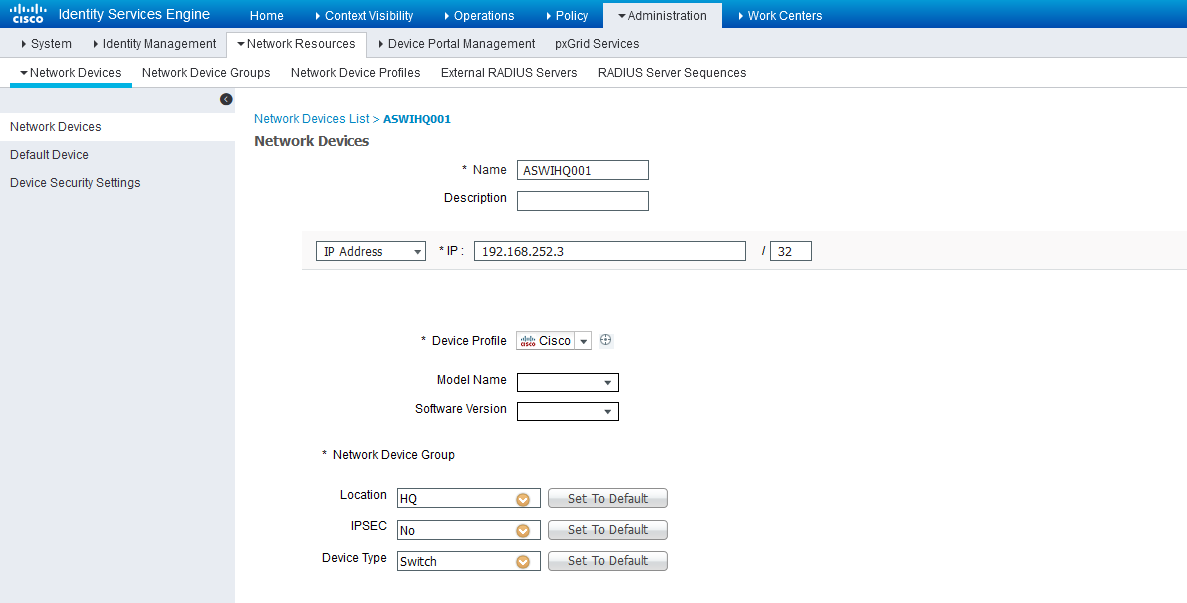 cisco Identity Services Engine Home Context Visibility Operations Policy Administration Work Centers
System Identity Management Network Resources Device Portal Management pxGrid Services
Network Devices Network Device Groups Network Device Profiles External RADIUS Servers RADIUS Server Sequences
Network Devices
Default Device
Device Security Settings
Network Devices List > ASWIHQ001
Network Devices
* Name ASWIHQ001
Description
IP Address * IP : 192.168.252.3 / 32
* Device Profile cisco Cisco
Model Name
Software Version
* Network Device Group
Location HQ Set To Default
IPSEC No Set To Default
Device Type Switch Set To Default